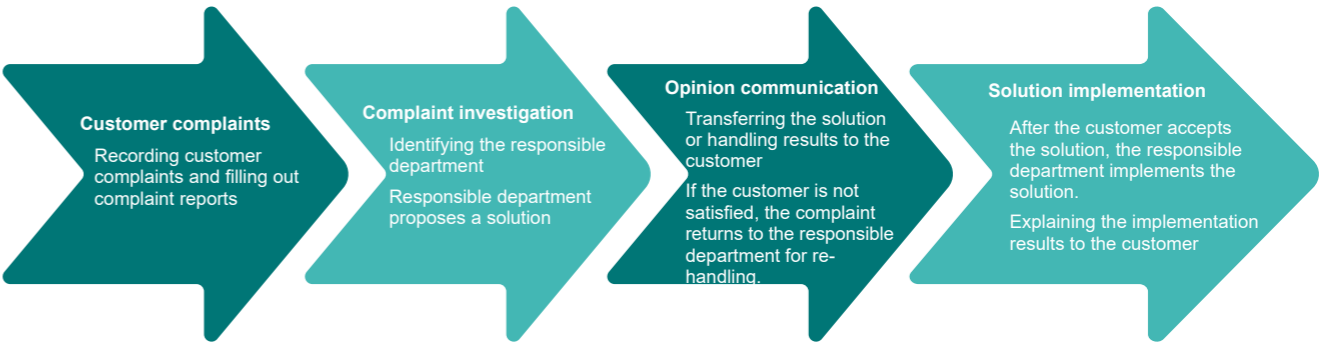 Customer complaints
Recording customer
complaints and filling out
complaint reports
Complaint investigation
Identifying the responsible
department
Responsible department
proposes a solution
Opinion communication
Transferring the solution
or handling results to the
customer
If the customer is not
satisfied, the complaint
returns to the responsible
department for re-
handling.
Solution implementation
After the customer accepts
the solution, the responsible
department implements the
solution.
Explaining the implementation
results to the customer